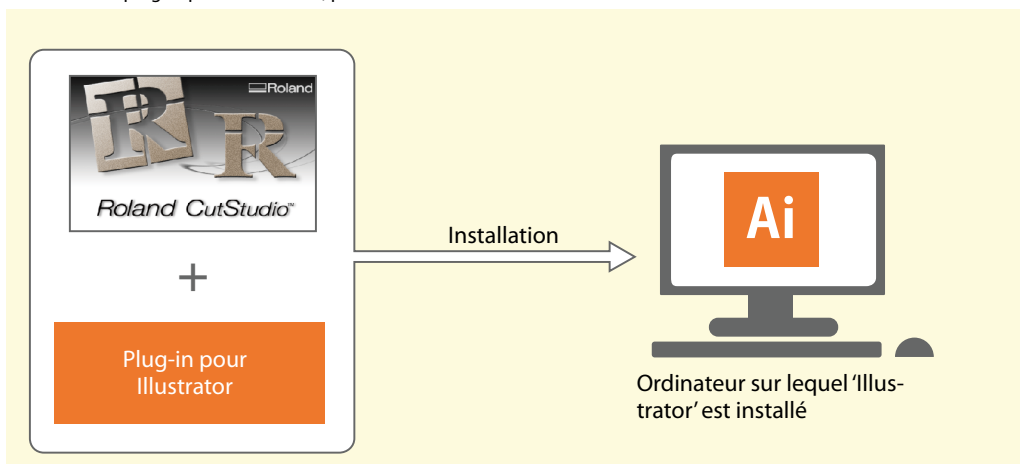 Roland
R
R
Roland CutStudio™
+
Plug-in pour
Illustrator
Installation
Ai
Ordinateur sur lequel ‘Illus-
trator’ est installé